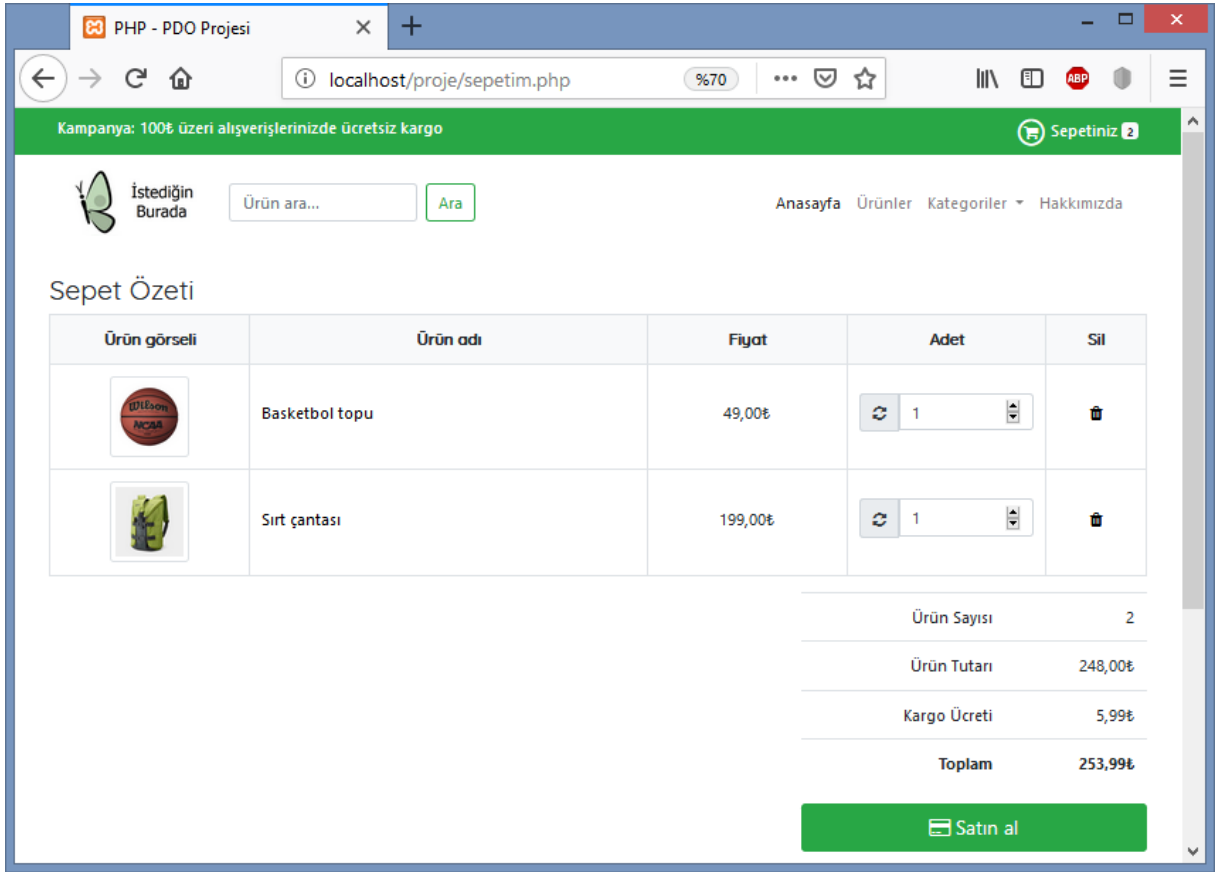 PHP - PDO Projesi
localhost/proje/sepetim.php %70
ABP
Kampanya: 100₺ üzeri alışverişlerinizde ücretsiz kargo
Sepetiniz 2
İstediğin
Burada
Ürün ara...
Ara
Anasayfa Ürünler Kategoriler Hakkımızda
Sepet Özeti
Ürün görseli Ürün adı Fiyat Adet Sil
Wilson
NCAA
Basketbol topu 49,00₺ 1
Sırt çantası 199,00₺ 1
Ürün Sayısı 2
Ürün Tutarı 248,00₺
Kargo Ücreti 5,99₺
Toplam 253,99₺
Satın al